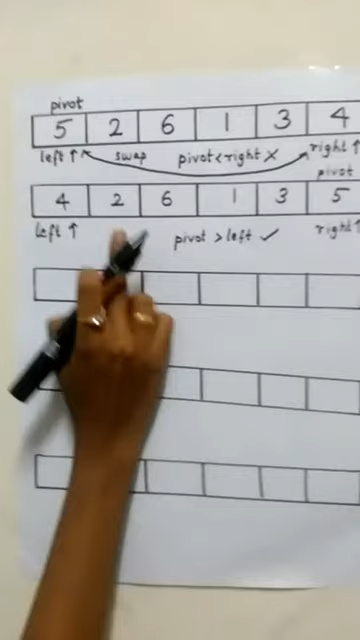 pivot
5 2 6 1 3 4
left ↑ swap pivot < right ✗ right ↑
pivot
4 2 6 1 3 5
left ↑ pivot > left ✓ right ↑